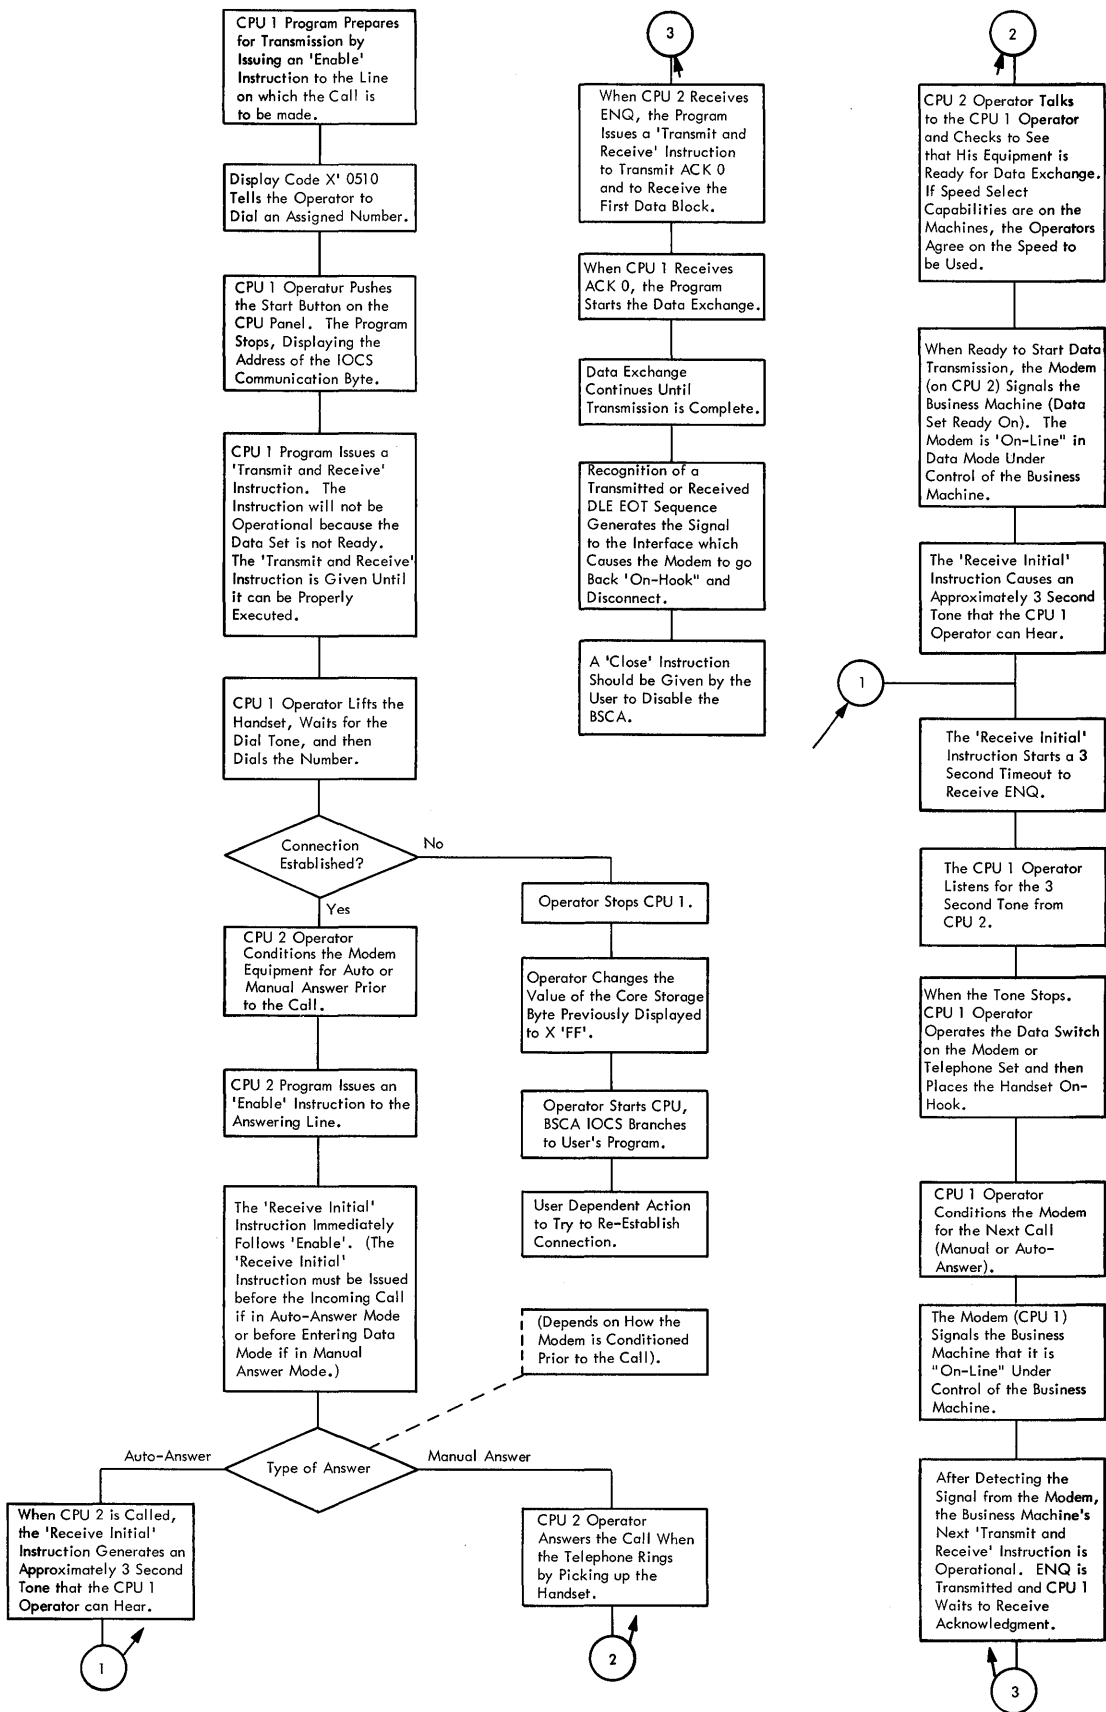 CPU 1 Program Prepares
for Transmission by
Issuing an 'Enable'
Instruction to the Line
on which the Call is
to be made.
Display Code X' 0510
Tells the Operator to
Dial an Assigned Number.
CPU 1 Operatur Pushes
the Start Button on the
CPU Panel. The Program
Stops, Displaying the
Address of the IOCS
Communication Byte.
CPU 1 Program Issues a
'Transmit and Receive'
Instruction. The
Instruction will not be
Operational because the
Data Set is not Ready.
The 'Transmit and Receive'
Instruction is Given Until
it can be Properly
Executed.
CPU 1 Operator Lifts the
Handset, Waits for the
Dial Tone, and then
Dials the Number.
Connection
Established?
No
Yes
CPU 2 Operator
Conditions the Modem
Equipment for Auto or
Manual Answer Prior
to the Call.
CPU 2 Program Issues an
'Enable' Instruction to the
Answering Line.
The 'Receive Initial'
Instruction Immediately
Follows 'Enable'. (The
'Receive Initial'
Instruction must be Issued
before the Incoming Call
if in Auto-Answer Mode
or before Entering Data
Mode if in Manual
Answer Mode.)
Type of Answer
Auto-Answer
Manual Answer
When CPU 2 is Called,
the 'Receive Initial'
Instruction Generates an
Approximately 3 Second
Tone that the CPU 1
Operator can Hear.
1
Operator Stops CPU 1.
Operator Changes the
Value of the Core Storage
Byte Previously Displayed
to X 'FF'.
Operator Starts CPU,
BSCA IOCS Branches
to User's Program.
User Dependent Action
to Try to Re-Establish
Connection.
(Depends on How the
Modem is Conditioned
Prior to the Call).
CPU 2 Operator
Answers the Call When
the Telephone Rings
by Picking up the
Handset.
2
3
When CPU 2 Receives
ENQ, the Program
Issues a 'Transmit and
Receive' Instruction
to Transmit ACK 0
and to Receive the
First Data Block.
When CPU 1 Receives
ACK 0, the Program
Starts the Data Exchange.
Data Exchange
Continues Until
Transmission is Complete.
Recognition of a
Transmitted or Received
DLE EOT Sequence
Generates the Signal
to the Interface which
Causes the Modem to go
Back 'On-Hook" and
Disconnect.
A 'Close' Instruction
Should be Given by the
User to Disable the
BSCA.
2
CPU 2 Operator Talks
to the CPU 1 Operator
and Checks to See
that His Equipment is
Ready for Data Exchange.
If Speed Select
Capabilities are on the
Machines, the Operators
Agree on the Speed to
be Used.
When Ready to Start Data
Transmission, the Modem
(on CPU 2) Signals the
Business Machine (Data
Set Ready On). The
Modem is 'On-Line" in
Data Mode Under
Control of the Business
Machine.
The 'Receive Initial'
Instruction Causes an
Approximately 3 Second
Tone that the CPU 1
Operator can Hear.
1
The 'Receive Initial'
Instruction Starts a 3
Second Timeout to
Receive ENQ.
The CPU 1 Operator
Listens for the 3
Second Tone from
CPU 2.
When the Tone Stops.
CPU 1 Operator
Operates the Data Switch
on the Modem or
Telephone Set and then
Places the Handset On-
Hook.
CPU 1 Operator
Conditions the Modem
for the Next Call
(Manual or Auto-
Answer).
The Modem (CPU 1)
Signals the Business
Machine that it is
"On-Line" Under
Control of the Business
Machine.
After Detecting the
Signal from the Modem,
the Business Machine's
Next 'Transmit and
Receive' Instruction is
Operational. ENQ is
Transmitted and CPU 1
Waits to Receive
Acknowledgment.
3